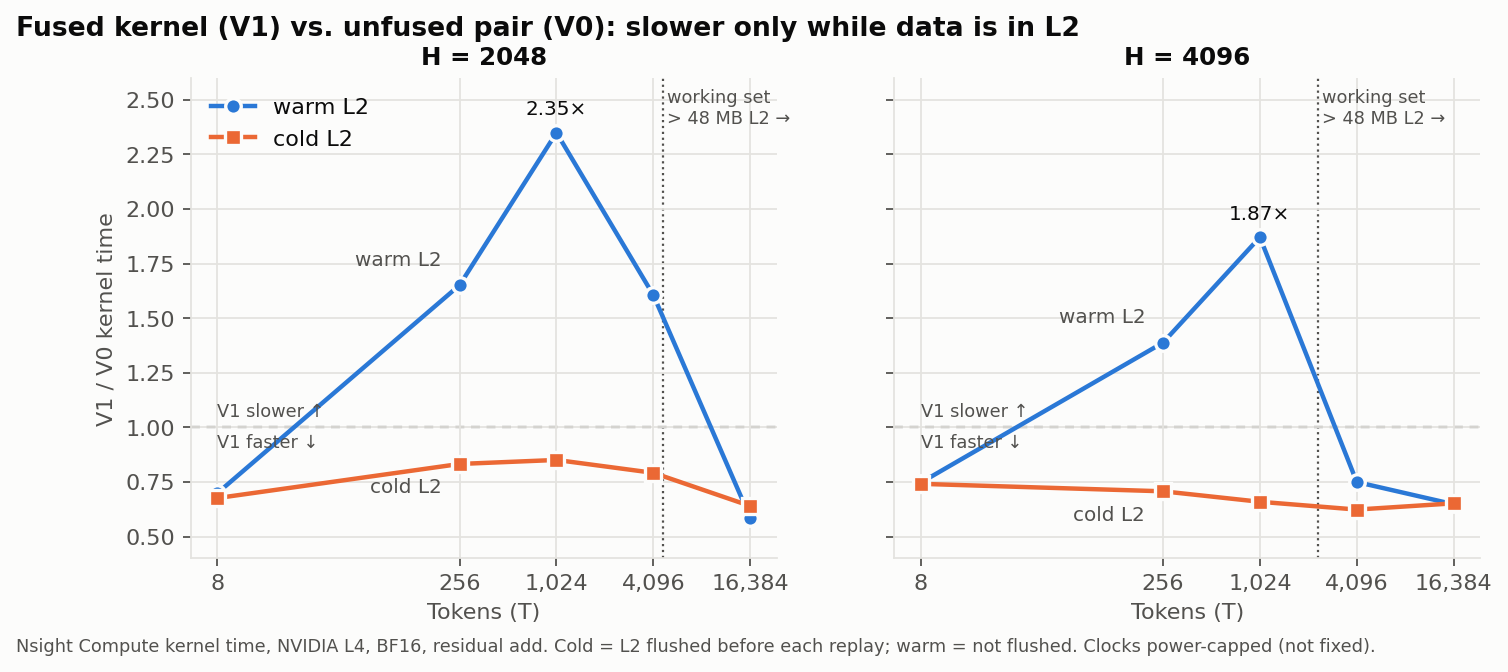 Fused kernel (V1) vs. unfused pair (V0): slower only while data is in L2
H = 2048
V1 / V0 kernel time
2.50
2.25
2.00
1.75
1.50
1.25
1.00
0.75
0.50
warm L2
cold L2
2.35×
working set
> 48 MB L2 →
warm L2
V1 slower ↑
V1 faster ↓
cold L2
8
256
1,024
4,096
16,384
Tokens (T)
H = 4096
working set
> 48 MB L2 →
1.87×
warm L2
V1 slower ↑
V1 faster ↓
cold L2
8
256
1,024
4,096
16,384
Tokens (T)
Nsight Compute kernel time, NVIDIA L4, BF16, residual add. Cold = L2 flushed before each replay; warm = not flushed. Clocks power-capped (not fixed).